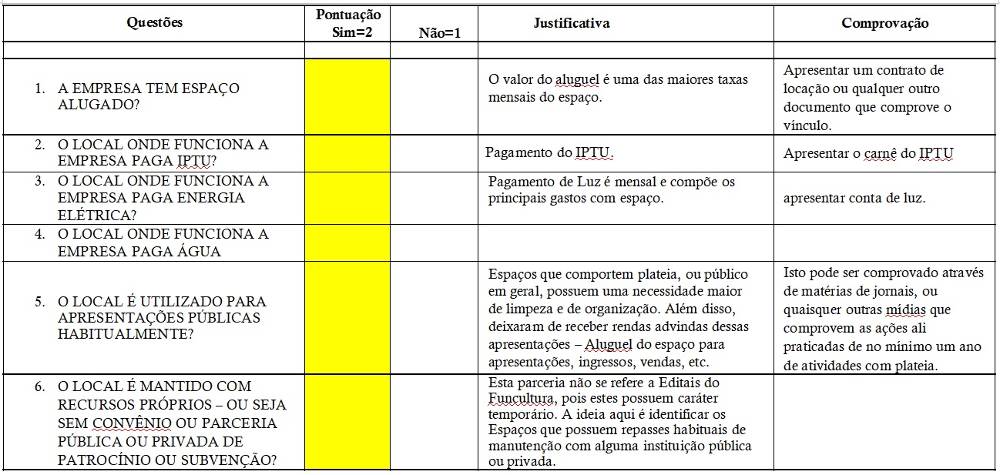 Questões
Pontuação
Sim=2
Não=1
Justificativa
Comprovação
1. A EMPRESA TEM ESPAÇO
ALUGADO?
O valor do aluguel é uma das maiores taxas
mensais do espaço.
Apresentar um contrato de
locação ou qualquer outro
documento que comprove o
vínculo.
2. O LOCAL ONDE FUNCIONA A
EMPRESA PAGA IPTU?
Pagamento do IPTU.
Apresentar o carnê do IPTU
3. O LOCAL ONDE FUNCIONA A
EMPRESA PAGA ENERGIA
ELÉTRICA?
Pagamento de Luz é mensal e compõe os
principais gastos com espaço.
apresentar conta de luz.
4. O LOCAL ONDE FUNCIONA A
EMPRESA PAGA ÁGUA
5. O LOCAL É UTILIZADO PARA
APRESENTAÇÕES PÚBLICAS
HABITUALMENTE?
Espaços que comportem plateia, ou público
em geral, possuem uma necessidade maior
de limpeza e de organização. Além disso,
deixaram de receber rendas advindas dessas
apresentações – Aluguel do espaço para
apresentações, ingressos, vendas, etc.
Isto pode ser comprovado através
de matérias de jornais, ou
quaisquer outras mídias que
comprovem as ações ali
praticadas de no mínimo um ano
de atividades com plateia.
6. O LOCAL É MANTIDO COM
RECURSOS PRÓPRIOS – OU SEJA
SEM CONVÊNIO OU PARCERIA
PÚBLICA OU PRIVADA DE
PATROCÍNIO OU SUBVENÇÃO?
Esta parceria não se refere a Editais do
Funcultura, pois estes possuem caráter
temporário. A ideia aqui é identificar os
Espaços que possuem repasses habituais de
manutenção com alguma instituição pública
ou privada.